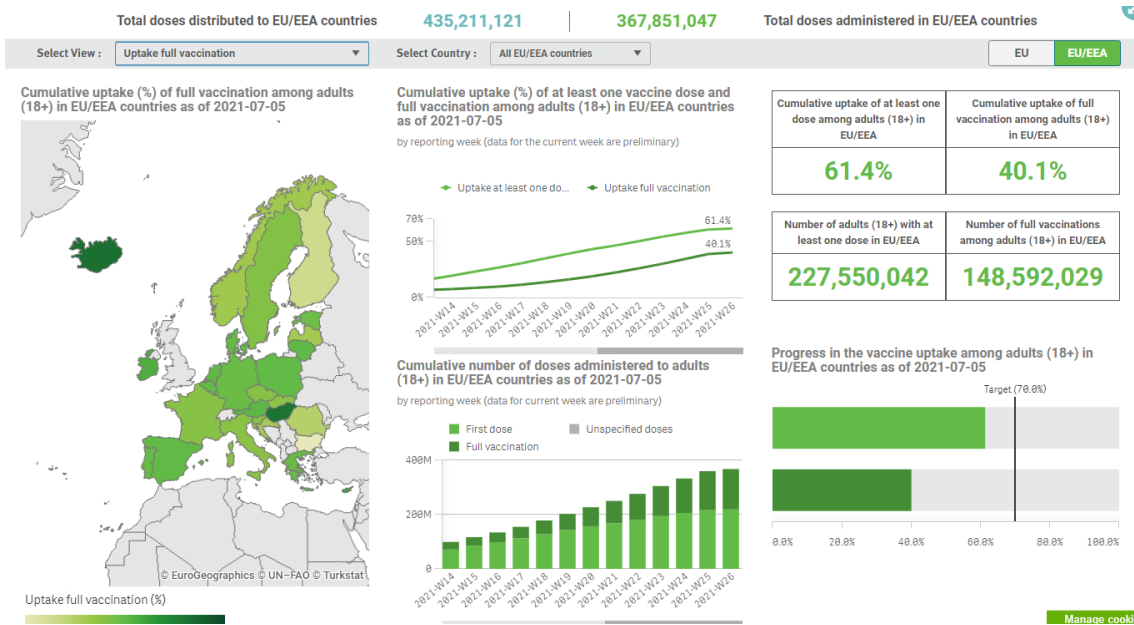 Total doses distributed to EU/EEA countries 435,211,121 367,851,047 Total doses administered in EU/EEA countries
Select View : Uptake full vaccination Select Country : All EU/EEA countries EU EU/EEA
Cumulative uptake (%) of full vaccination among adults
(18+) in EU/EEA countries as of 2021-07-05
© EuroGeographics © UN-FAO © Turkstat
Uptake full vaccination (%)
Cumulative uptake (%) of at least one vaccine dose and
full vaccination among adults (18+) in EU/EEA countries
as of 2021-07-05
by reporting week (data for the current week are preliminary)
Uptake at least one do... Uptake full vaccination
70%
61.4%
50%
40.1%
0%
2021-W14 2021-W15 2021-W16 2021-W17 2021-W18 2021-W19 2021-W20 2021-W21 2021-W22 2021-W23 2021-W24 2021-W25 2021-W26
Cumulative number of doses administered to adults
(18+) in EU/EEA countries as of 2021-07-05
by reporting week (data for current week are preliminary)
First dose Unspecified doses
Full vaccination
400M
200M
0
2021-W14 2021-W15 2021-W16 2021-W17 2021-W18 2021-W19 2021-W20 2021-W21 2021-W22 2021-W23 2021-W24 2021-W25 2021-W26
Cumulative uptake of at least one
dose among adults (18+) in
EU/EEA
61.4%
Cumulative uptake of full
vaccination among adults (18+)
in EU/EEA
40.1%
Number of adults (18+) with at
least one dose in EU/EEA
227,550,042
Number of full vaccinations
among adults (18+) in EU/EEA
148,592,029
Progress in the vaccine uptake among adults (18+) in
EU/EEA countries as of 2021-07-05
Target (70.0%)
0.0% 20.0% 40.0% 60.0% 80.0% 100.0%
Manage cooki